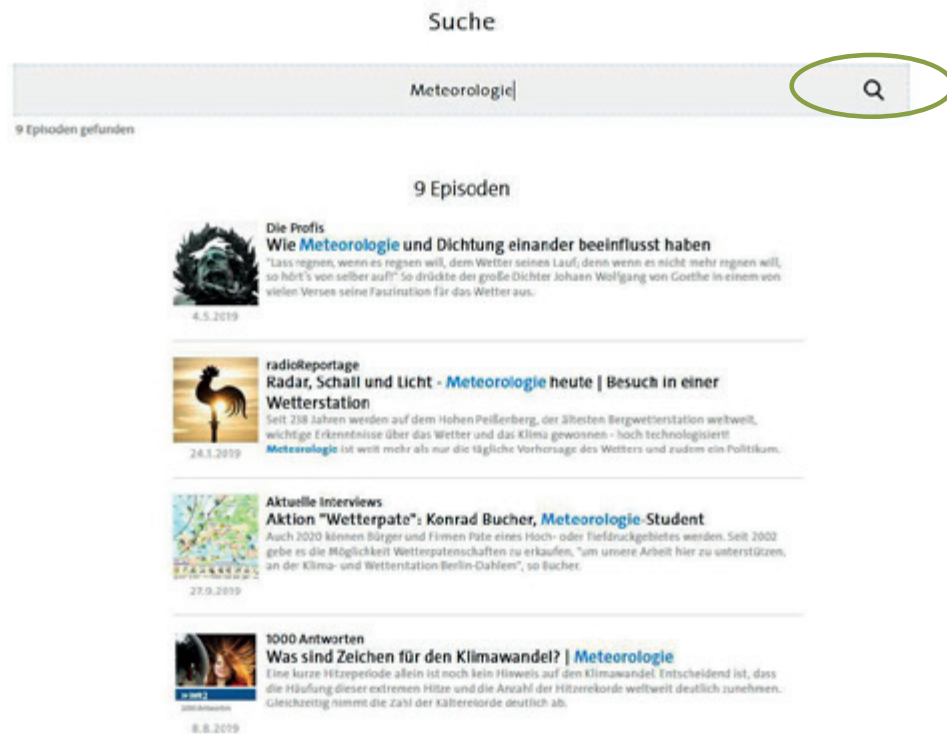 Suche
Meteorologie
9 Episoden gefunden
9 Episoden
Die Profis
Wie Meteorologie und Dichtung einander beeinflusst haben
"Lass regnen, wenn es regnen will, dem Wetter seinen Lauf; denn wenn es nicht mehr regnen will,
so hört's von selber auf!" So drückte der große Dichter Johann Wolfgang von Goethe in einem von
vielen Versen seine Faszination für das Wetter aus.
4.5.2019
radioReportage
Radar, Schall und Licht - Meteorologie heute | Besuch in einer
Wetterstation
Seit 238 Jahren werden auf dem Hohen Peißenberg, der ältesten Bergwetterstation weltweit,
wichtige Erkenntnisse über das Wetter und das Klima gewonnen - hoch technologisiert!
Meteorologie ist weit mehr als nur die tägliche Vorhersage des Wetters und zudem ein Politikum.
24.3.2019
Aktuelle Interviews
Aktion "Wetterpate": Konrad Bucher, Meteorologie-Student
Auch 2020 können Bürger und Firmen Pate eines Hoch- oder Tiefdruckgebietes werden. Seit 2002
gebe es die Möglichkeit Wetterpatenschaften zu erkaufen, "um unsere Arbeit hier zu unterstützen,
an der Klima- und Wetterstation Berlin-Dahlem", so Bucher.
27.9.2019
1000 Antworten
Was sind Zeichen für den Klimawandel? | Meteorologie
Eine kurze Hitzeperiode allein ist noch kein Hinweis auf den Klimawandel. Entscheidend ist, dass
die Häufung dieser extremen Hitze und die Anzahl der Hitzerekorde weltweit deutlich zunehmen.
Gleichzeitig nimmt die Zahl der Kälterekorde deutlich ab.
SWR2
1000 Antworten
8.8.2019